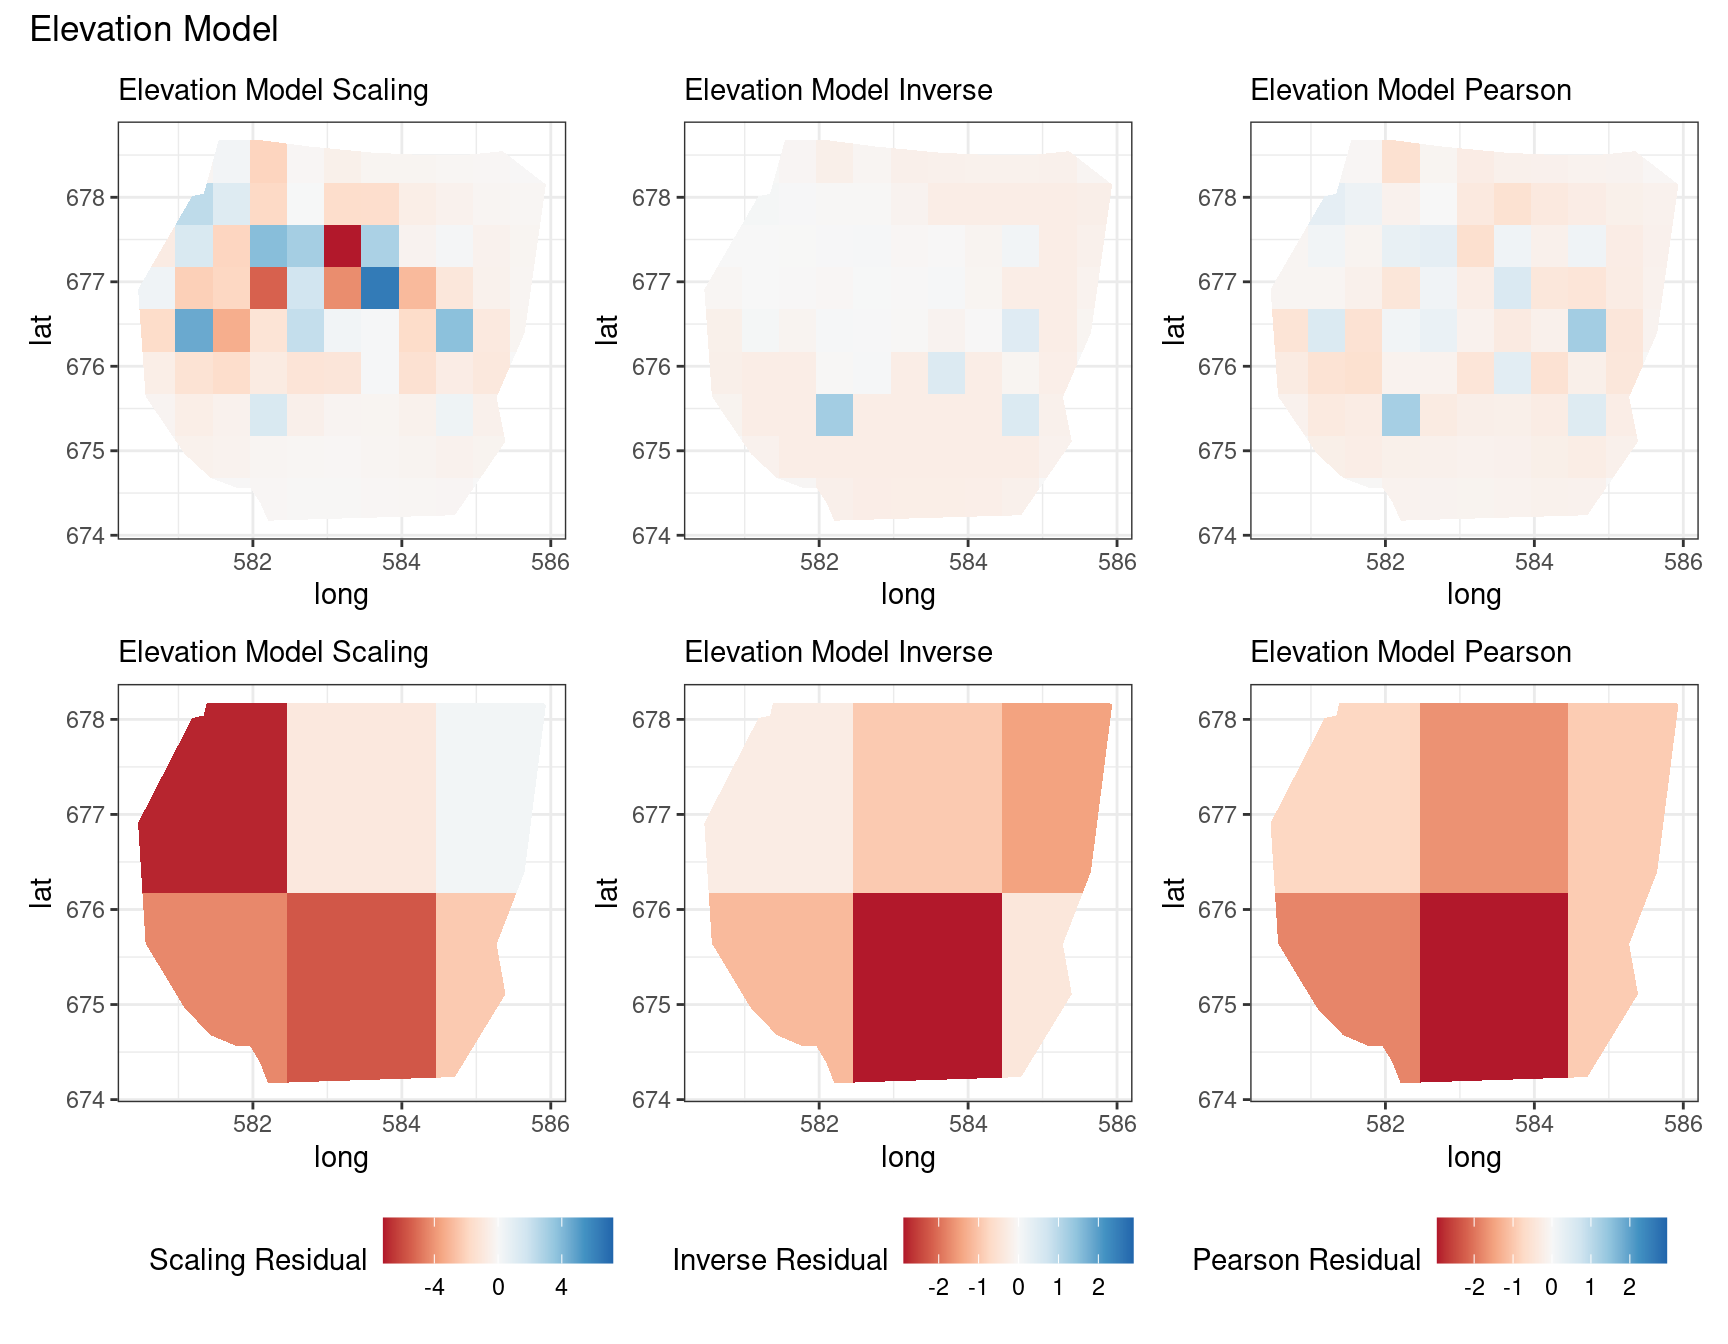 Elevation Model
Elevation Model Scaling
Elevation Model Inverse
Elevation Model Pearson
678
677
676
675
674
lat
582 584 586
long
678
677
676
675
674
lat
582 584 586
long
678
677
676
675
674
lat
582 584 586
long
Elevation Model Scaling
Elevation Model Inverse
Elevation Model Pearson
678
677
676
675
674
lat
582 584 586
long
678
677
676
675
674
lat
582 584 586
long
678
677
676
675
674
lat
582 584 586
long
Scaling Residual
-4 0 4
Inverse Residual
-2 -1 0 1 2
Pearson Residual
-2 -1 0 1 2